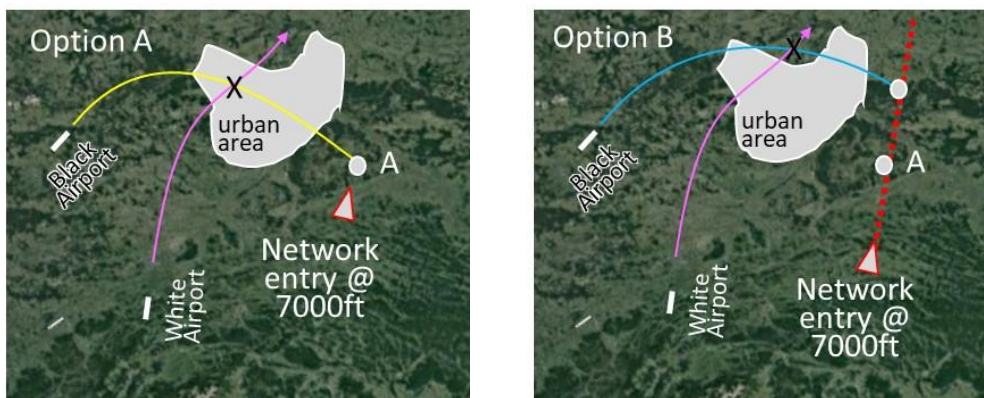 Option A
X
urban
area
Black
Airport
A
White
Airport
Network
entry @
7000ft
Option B
X
urban
area
Black
Airport
A
White
Airport
Network
entry @
7000ft